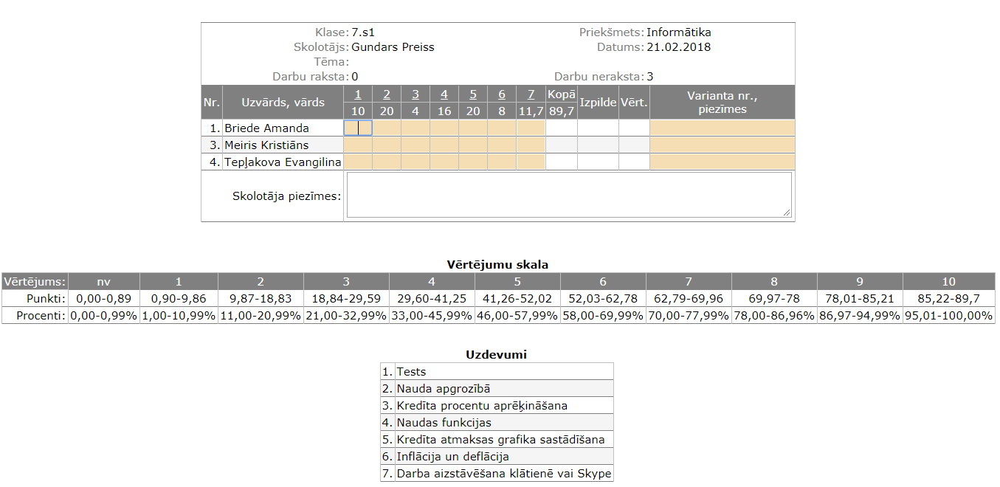 Klase: 7.s1 Priekšmets: Informātika
Skolotājs: Gundars Preiss Datums: 21.02.2018
Tēma:
Darbu raksta: 0 Darbu neraksta: 3
Nr. Uzvārds, vārds 1 2 3 4 5 6 7 Kopā Izpilde Vērt. Varianta nr., piezīmes
10 20 4 16 20 8 11,7 89,7
1. Briede Amanda
3. Meiris Kristiāns
4. Tepļakova Evangilina
Skolotāja piezīmes:
Vērtējumu skala
Vērtējums: nv 1 2 3 4 5 6 7 8 9 10
Punkti: 0,00-0,89 0,90-9,86 9,87-18,83 18,84-29,59 29,60-41,25 41,26-52,02 52,03-62,78 62,79-69,96 69,97-78 78,01-85,21 85,22-89,7
Procenti: 0,00-0,99% 1,00-10,99% 11,00-20,99% 21,00-32,99% 33,00-45,99% 46,00-57,99% 58,00-69,99% 70,00-77,99% 78,00-86,96% 86,97-94,99% 95,01-100,00%
Uzdevumi
1. Tests
2. Nauda apgrozībā
3. Kredīta procentu aprēķināšana
4. Naudas funkcijas
5. Kredīta atmaksas grafika sastādīšana
6. Inflācija un deflācija
7. Darba aizstāvēšana klātienē vai Skype